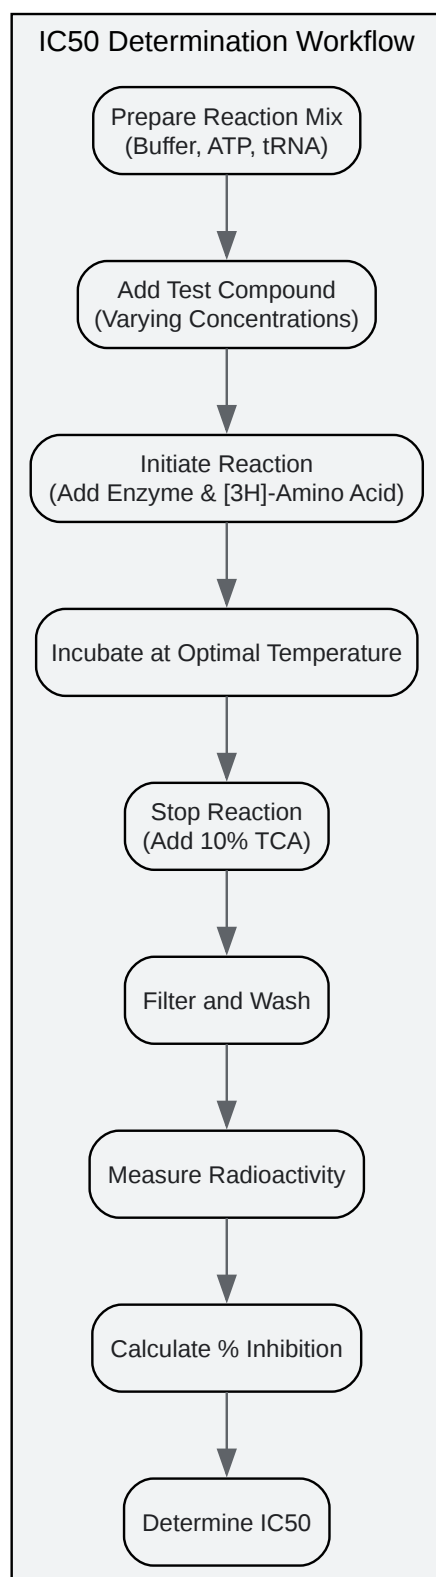 IC50 Determination Workflow
Prepare Reaction Mix
(Buffer, ATP, tRNA)
Add Test Compound
(Varying Concentrations)
Initiate Reaction
(Add Enzyme & [3H]-Amino Acid)
Incubate at Optimal Temperature
Stop Reaction
(Add 10% TCA)
Filter and Wash
Measure Radioactivity
Calculate % Inhibition
Determine IC50